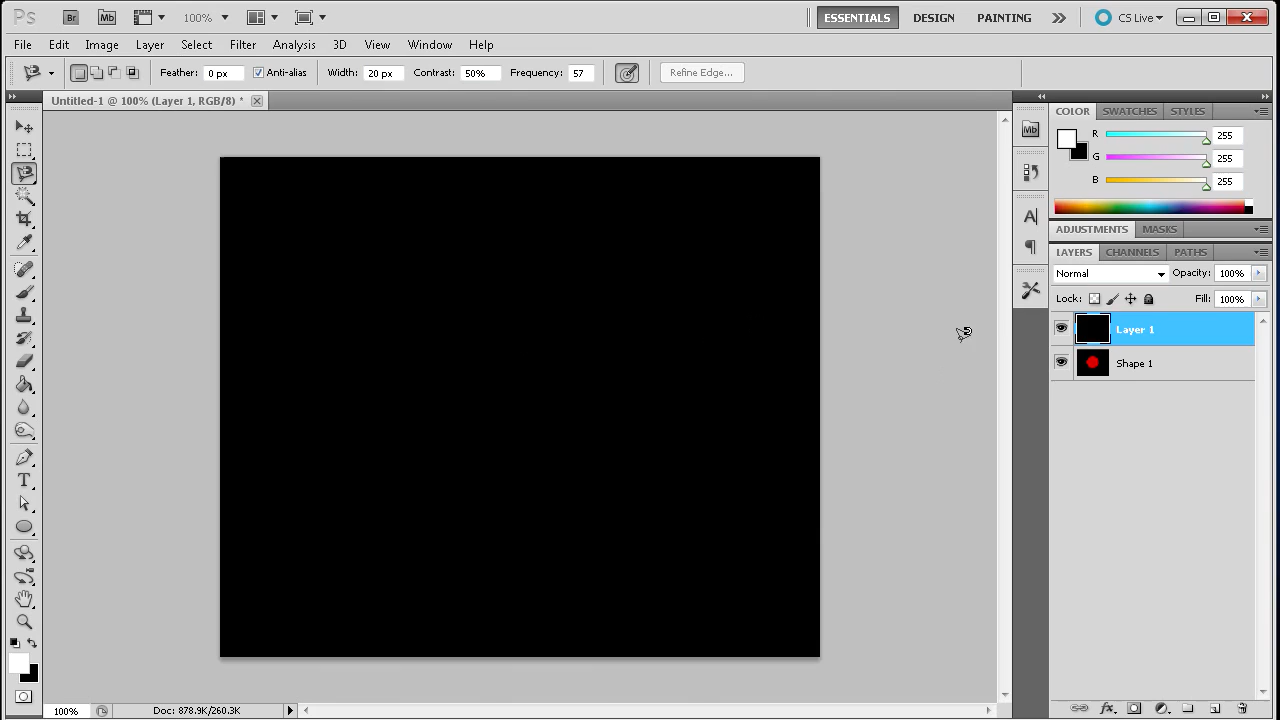 Ps Br Mb 100% ESSENTIALS DESIGN PAINTING CS Live
File Edit Image Layer Select Filter Analysis 3D View Window Help
Feather: 0 px Anti-alias Width: 20 px Contrast: 50% Frequency: 57 Refine Edge...
Untitled-1 @ 100% (Layer 1, RGB/8) *
COLOR SWATCHES STYLES
Mb
R 255
G 255
B 255
ADJUSTMENTS MASKS
LAYERS CHANNELS PATHS
Normal Opacity: 100%
Lock: Fill: 100%
Layer 1
Shape 1
100% Doc: 878.9K/260.3K